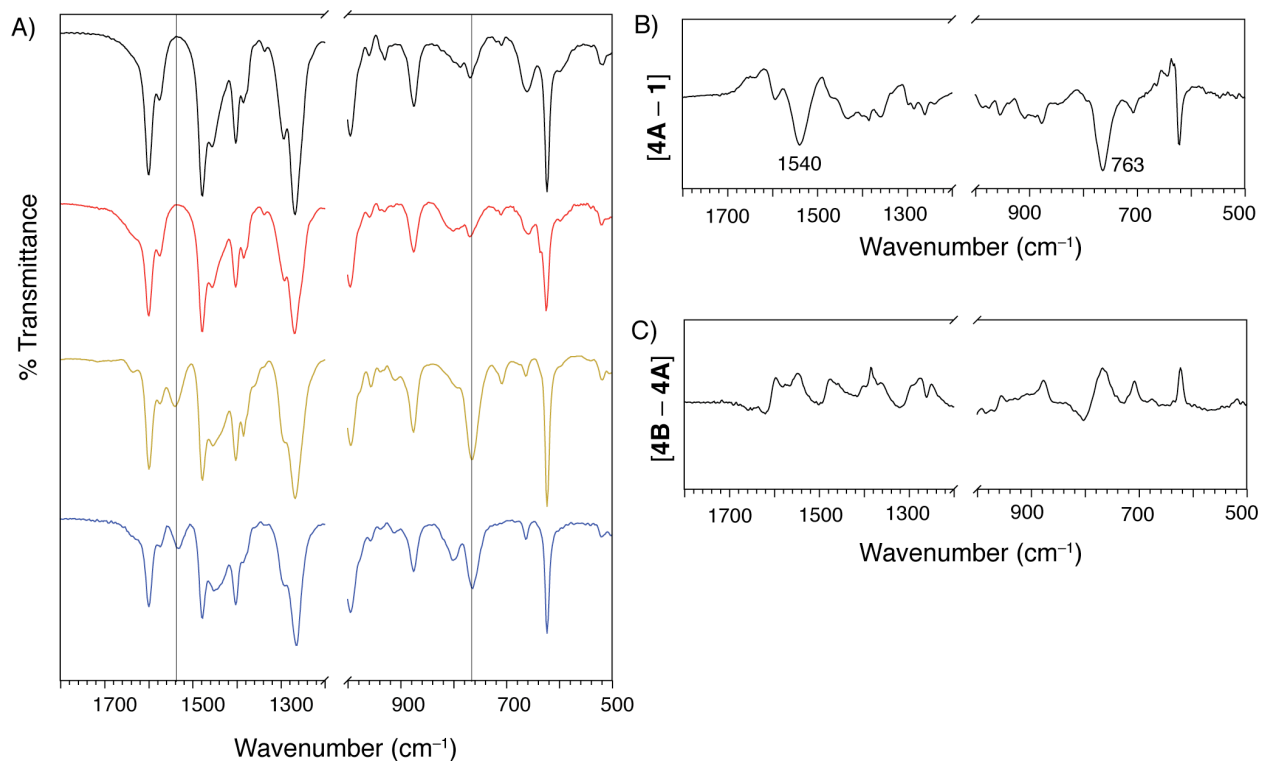 A)
% Transmittance
1700 1500 1300 900 700 500
Wavenumber (cm⁻¹)
B)
[4A – 1]
1540
763
1700 1500 1300 900 700 500
Wavenumber (cm⁻¹)
C)
[4B – 4A]
1700 1500 1300 900 700 500
Wavenumber (cm⁻¹)